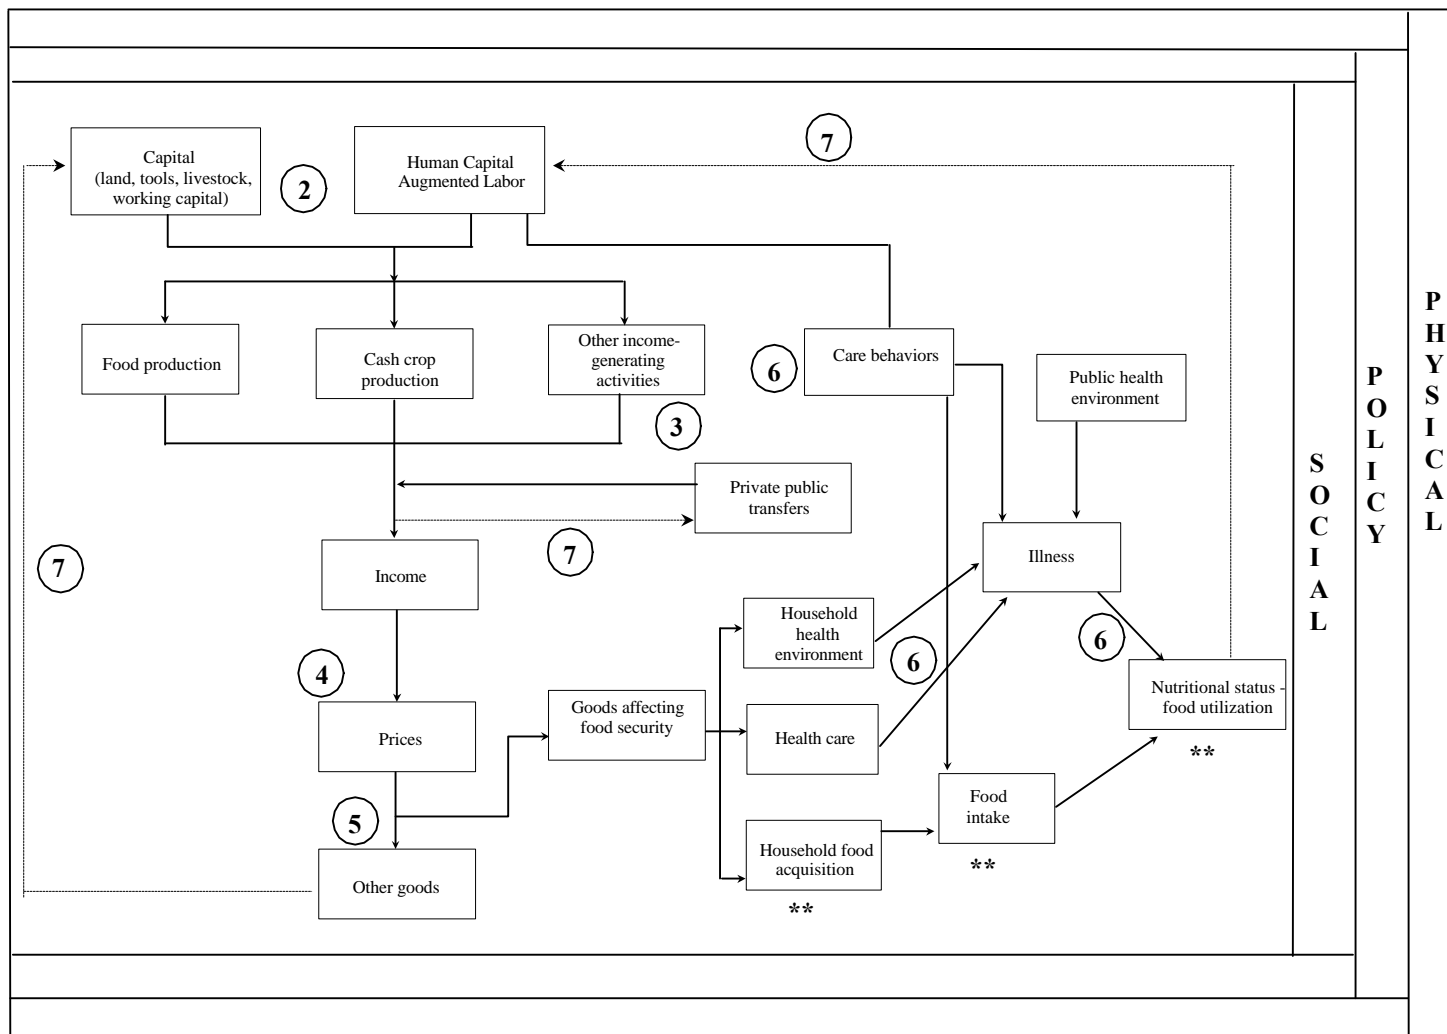 7
Capital
(land, tools, livestock,
working capital)
2
Human Capital
Augmented Labor
Food production
Cash crop
production
Other income-
generating
activities
3
6
Care behaviors
Public health
environment
Private public
transfers
7
7
Income
Illness
Household
health
environment
6
6
4
Prices
Goods affecting
food security
Health care
Nutritional status -
food utilization
**
5
Other goods
Household food
acquisition
**
Food
intake
**
SOCIAL
POLICY
PHYSICAL